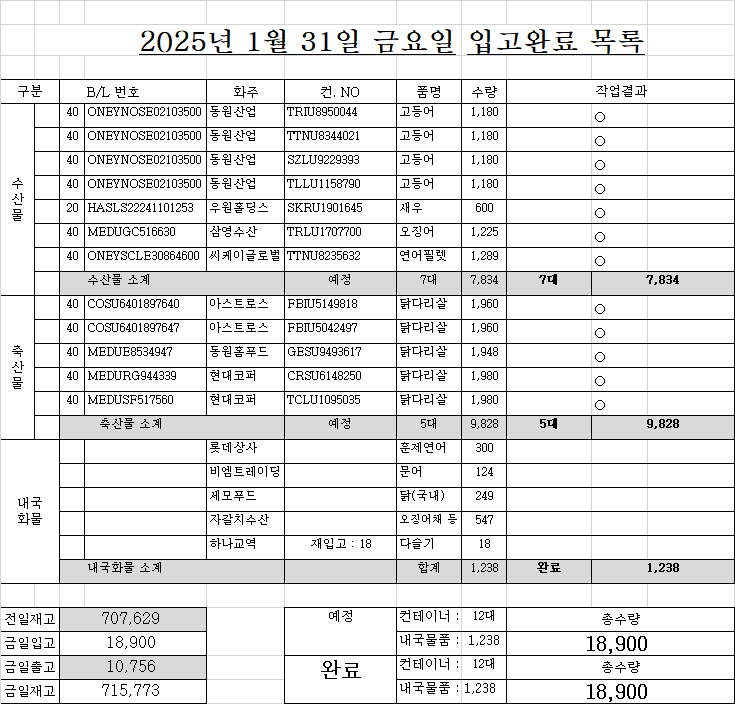 2025년 1월 31일 금요일 입고완료 목록
구분 B/L 번호 화주 컨. NO 품명 수량 작업결과
수산물
40 ONEYNOSE02103500 동원산업 TRIU8950044 고등어 1,180 ○
40 ONEYNOSE02103500 동원산업 TTNU8344021 고등어 1,180 ○
40 ONEYNOSE02103500 동원산업 SZLU9229393 고등어 1,180 ○
40 ONEYNOSE02103500 동원산업 TLLU1158790 고등어 1,180 ○
20 HASLS22241101253 우원홀딩스 SKRU1901645 새우 600 ○
40 MEDUGC516630 삼영수산 TRLU1707700 오징어 1,225 ○
40 ONEYSCLE30864600 씨케이글로벌 TTNU8235632 연어필렛 1,289 ○
수산물 소계 예정 7대 7,834 7대 7,834
축산물
40 COSU6401897640 아스트로스 FBIU5149818 닭다리살 1,960 ○
40 COSU6401897647 아스트로스 FBIU5042497 닭다리살 1,960 ○
40 MEDUE8534947 동원홈푸드 GESU9493617 닭다리살 1,948 ○
40 MEDURG944339 현대코퍼 CRSU6148250 닭다리살 1,980 ○
40 MEDUSF517560 현대코퍼 TCLU1095035 닭다리살 1,980 ○
축산물 소계 예정 5대 9,828 5대 9,828
내국화물
롯데상사 훈제연어 300
비엠트레이딩 문어 124
세모푸드 닭(국내) 249
자갈치수산 오징어채 등 547
하나교역 재입고 : 18 다슬기 18
내국화물 소계 합계 1,238 완료 1,238
전일재고 707,629 예정 컨테이너 : 12대 총수량
금일입고 18,900 내국물품 : 1,238 18,900
금일출고 10,756 완료 컨테이너 : 12대 총수량
금일재고 715,773 내국물품 : 1,238 18,900